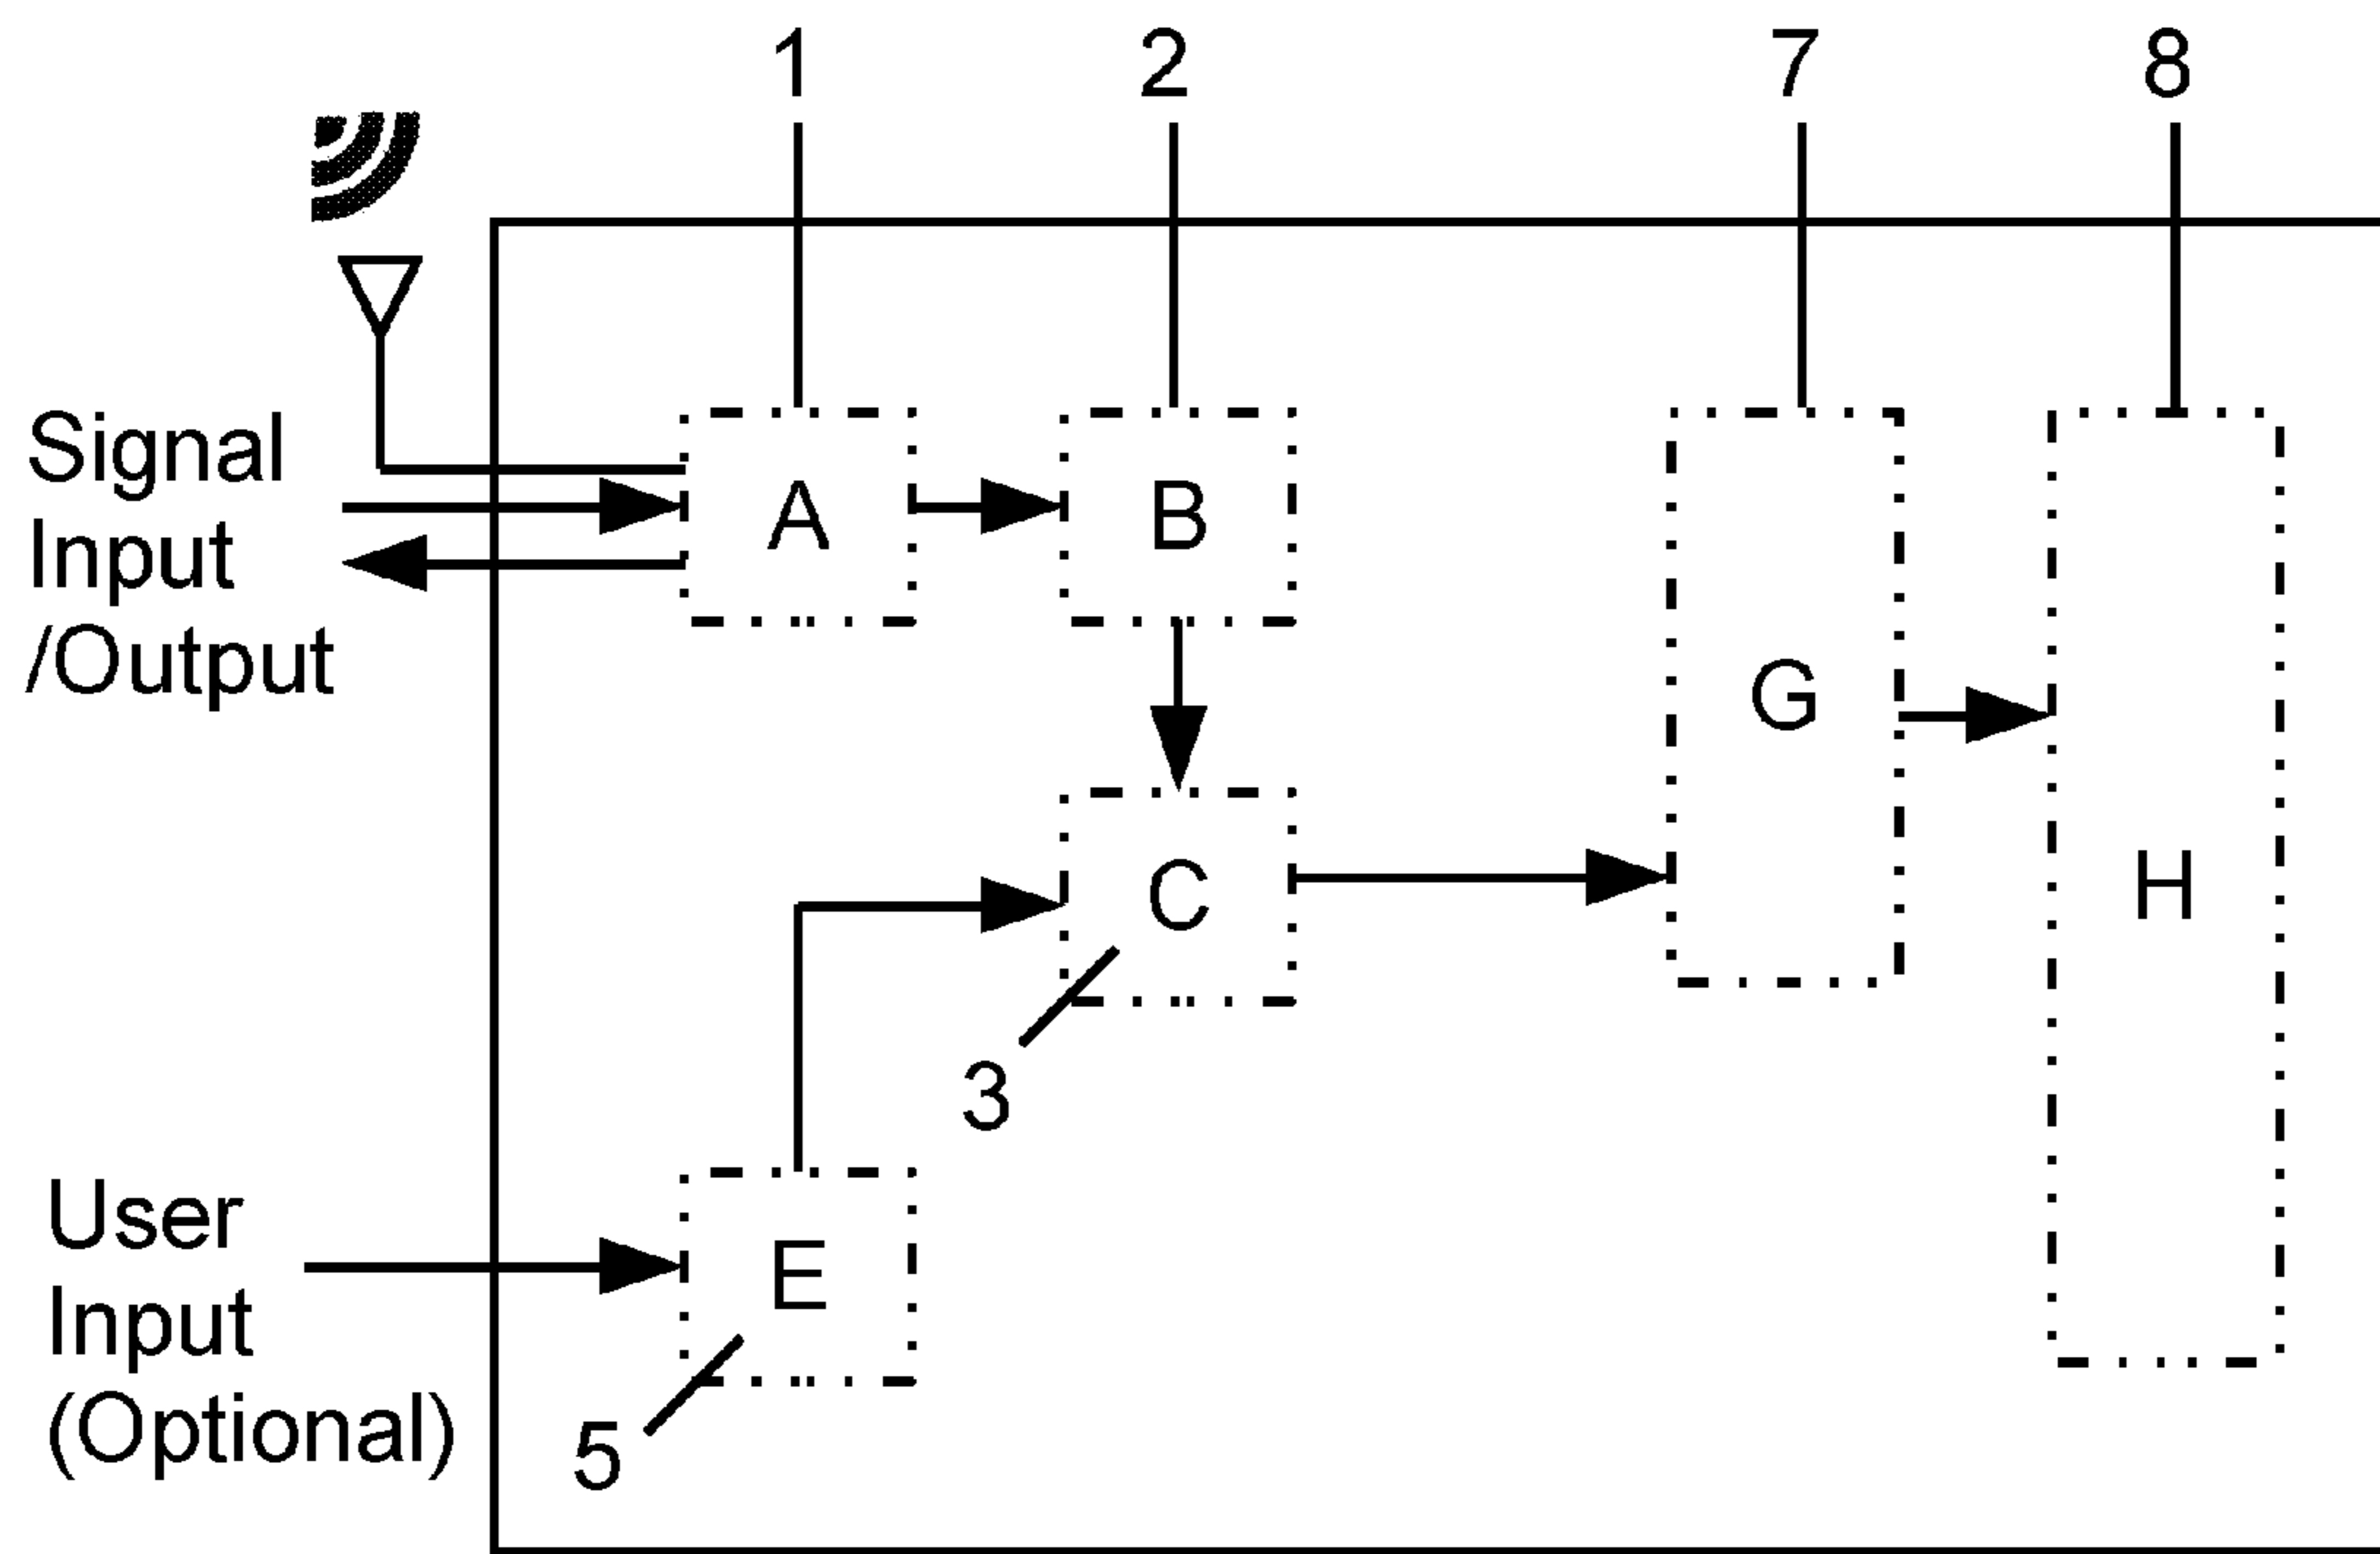 1
2
7
8
Signal
Input
/Output
A
B
G
C
H
3
User
Input
(Optional)
E
5